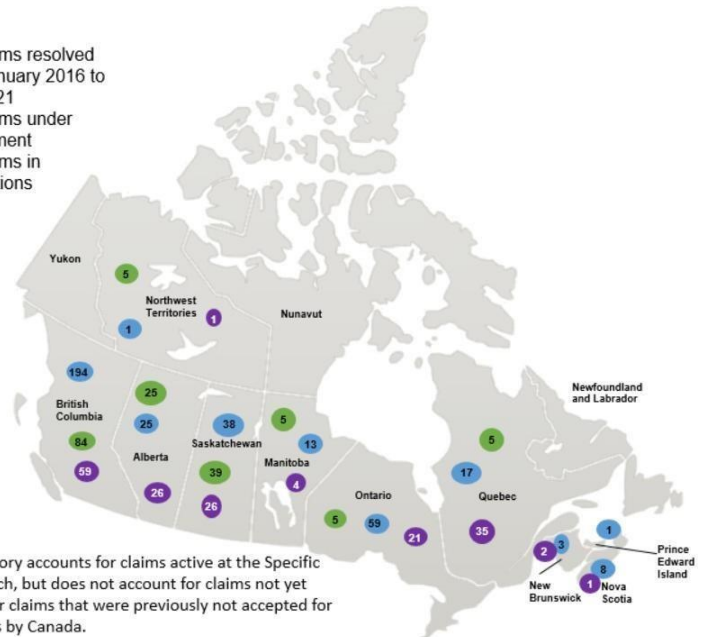 ms resolved
nuary 2016 to
21
ms under
ment
ms in
ions
Yukon
5
Northwest
Territories
1
1
Nunavut
194
British
Columbia
84
59
25
25
Alberta
26
38
Saskatchewan
39
26
5
13
Manitoba
4
Ontario
5
59
21
Newfoundland
and Labrador
5
17
Quebec
35
2
3
New
Brunswick
1
Prince
Edward
Island
8
1
Nova
Scotia
ory accounts for claims active at the Specific
ch, but does not account for claims not yet
r claims that were previously not accepted for
s by Canada.